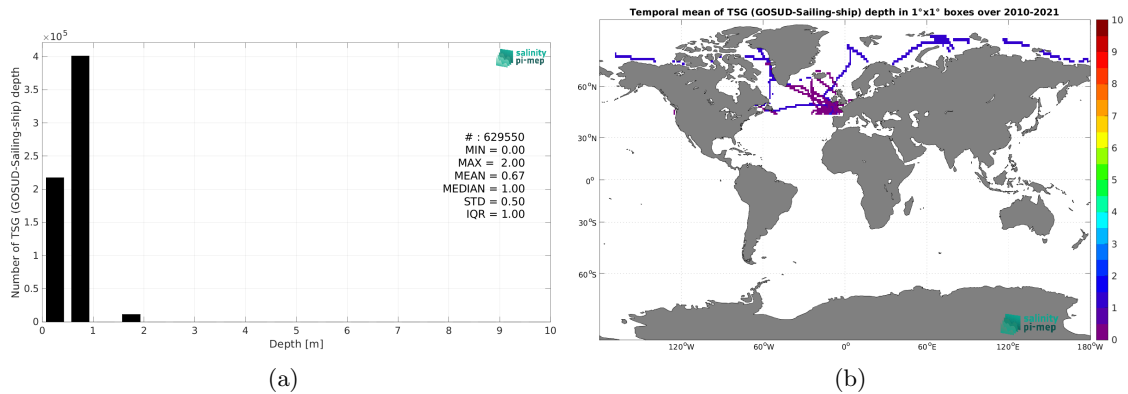 ×10⁵
4
3.5
3
2.5
2
1.5
1
0.5
0
Number of TSG (GOSUD-Sailing-ship) depth
salinity
pi-mep
# : 629550
MIN = 0.00
MAX = 2.00
MEAN = 0.67
MEDIAN = 1.00
STD = 0.50
IQR = 1.00
0 1 2 3 4 5 6 7 8 9 10
Depth [m]
(a)
Temporal mean of TSG (GOSUD-Sailing-ship) depth in 1°x1° boxes over 2010-2021
60°N
30°N
0°
30°S
60°S
120°W 60°W 0° 60°E 120°E 180°W
salinity
pi-mep
10
9
8
7
6
5
4
3
2
1
0
(b)